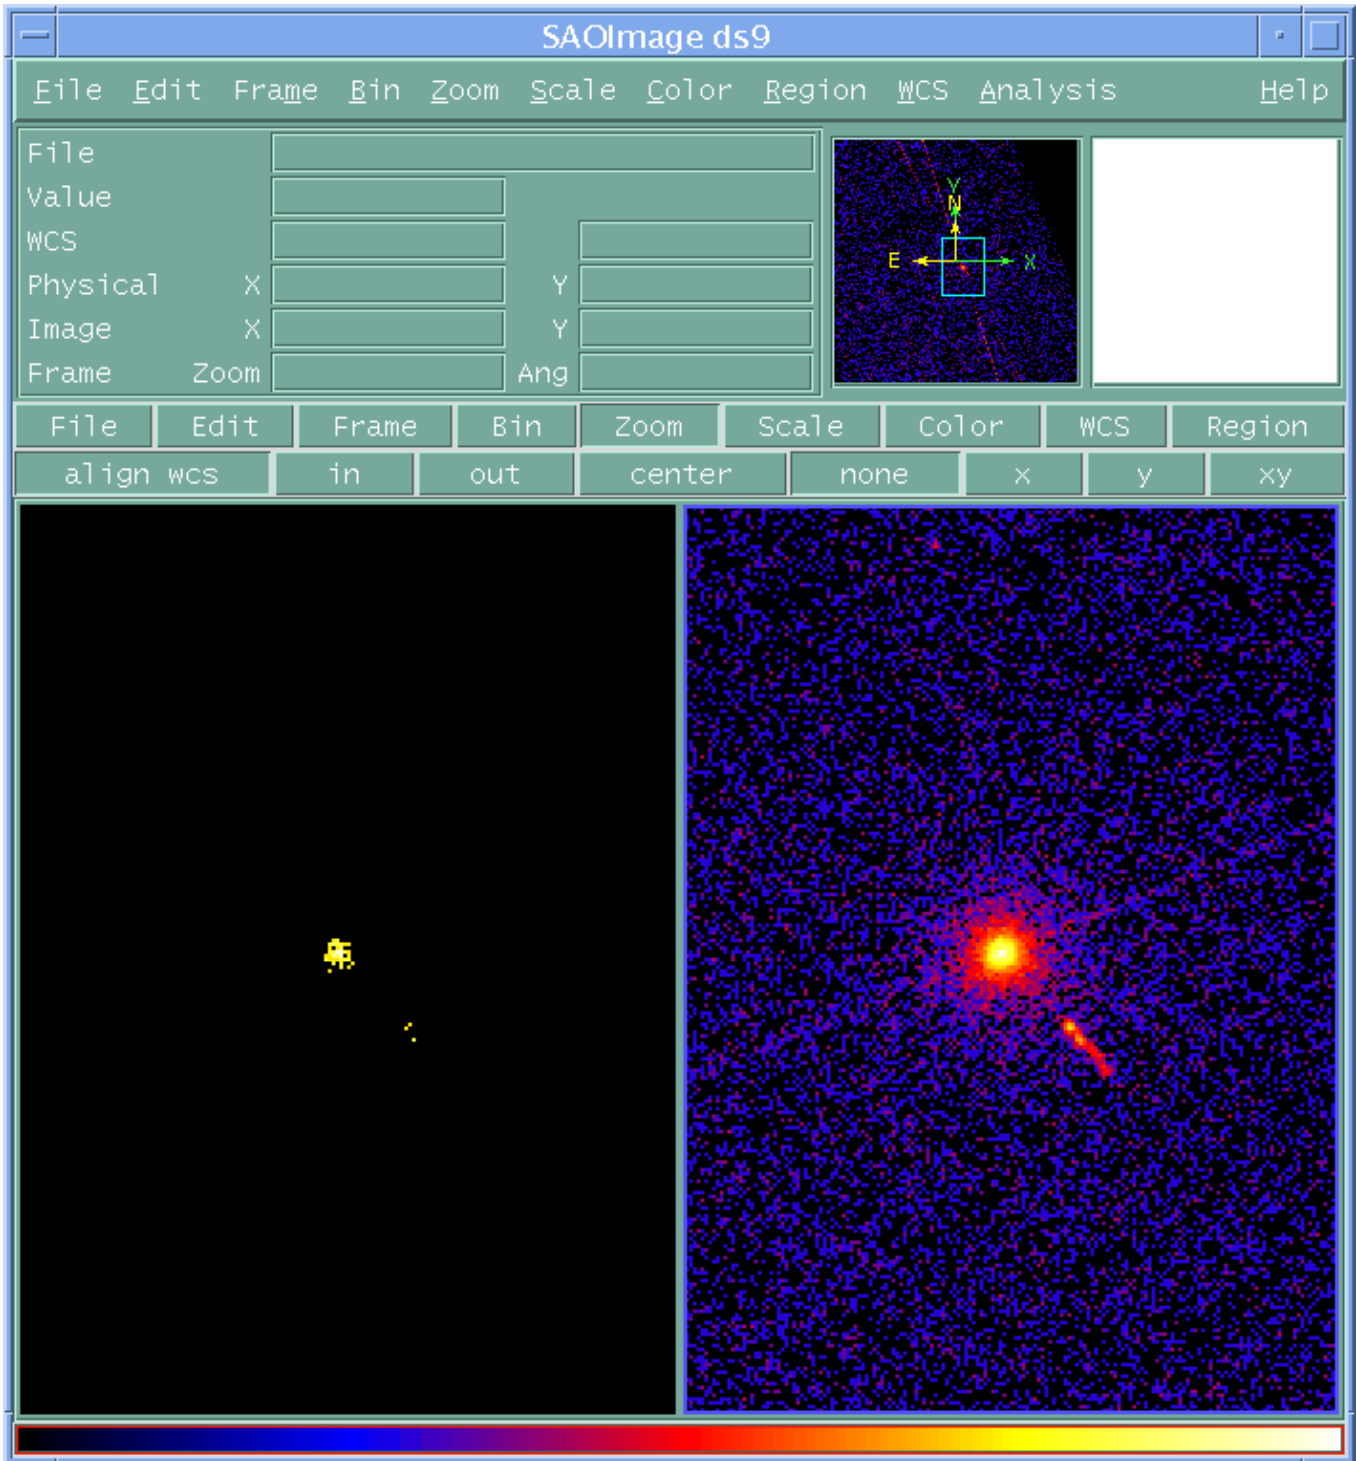 SAOImage ds9
File Edit Frame Bin Zoom Scale Color Region WCS Analysis Help
File
Value
WCS
Physical X Y
Image X Y
Frame Zoom Ang
Y
N
E X
File Edit Frame Bin Zoom Scale Color WCS Region
align wcs in out center none x y xy